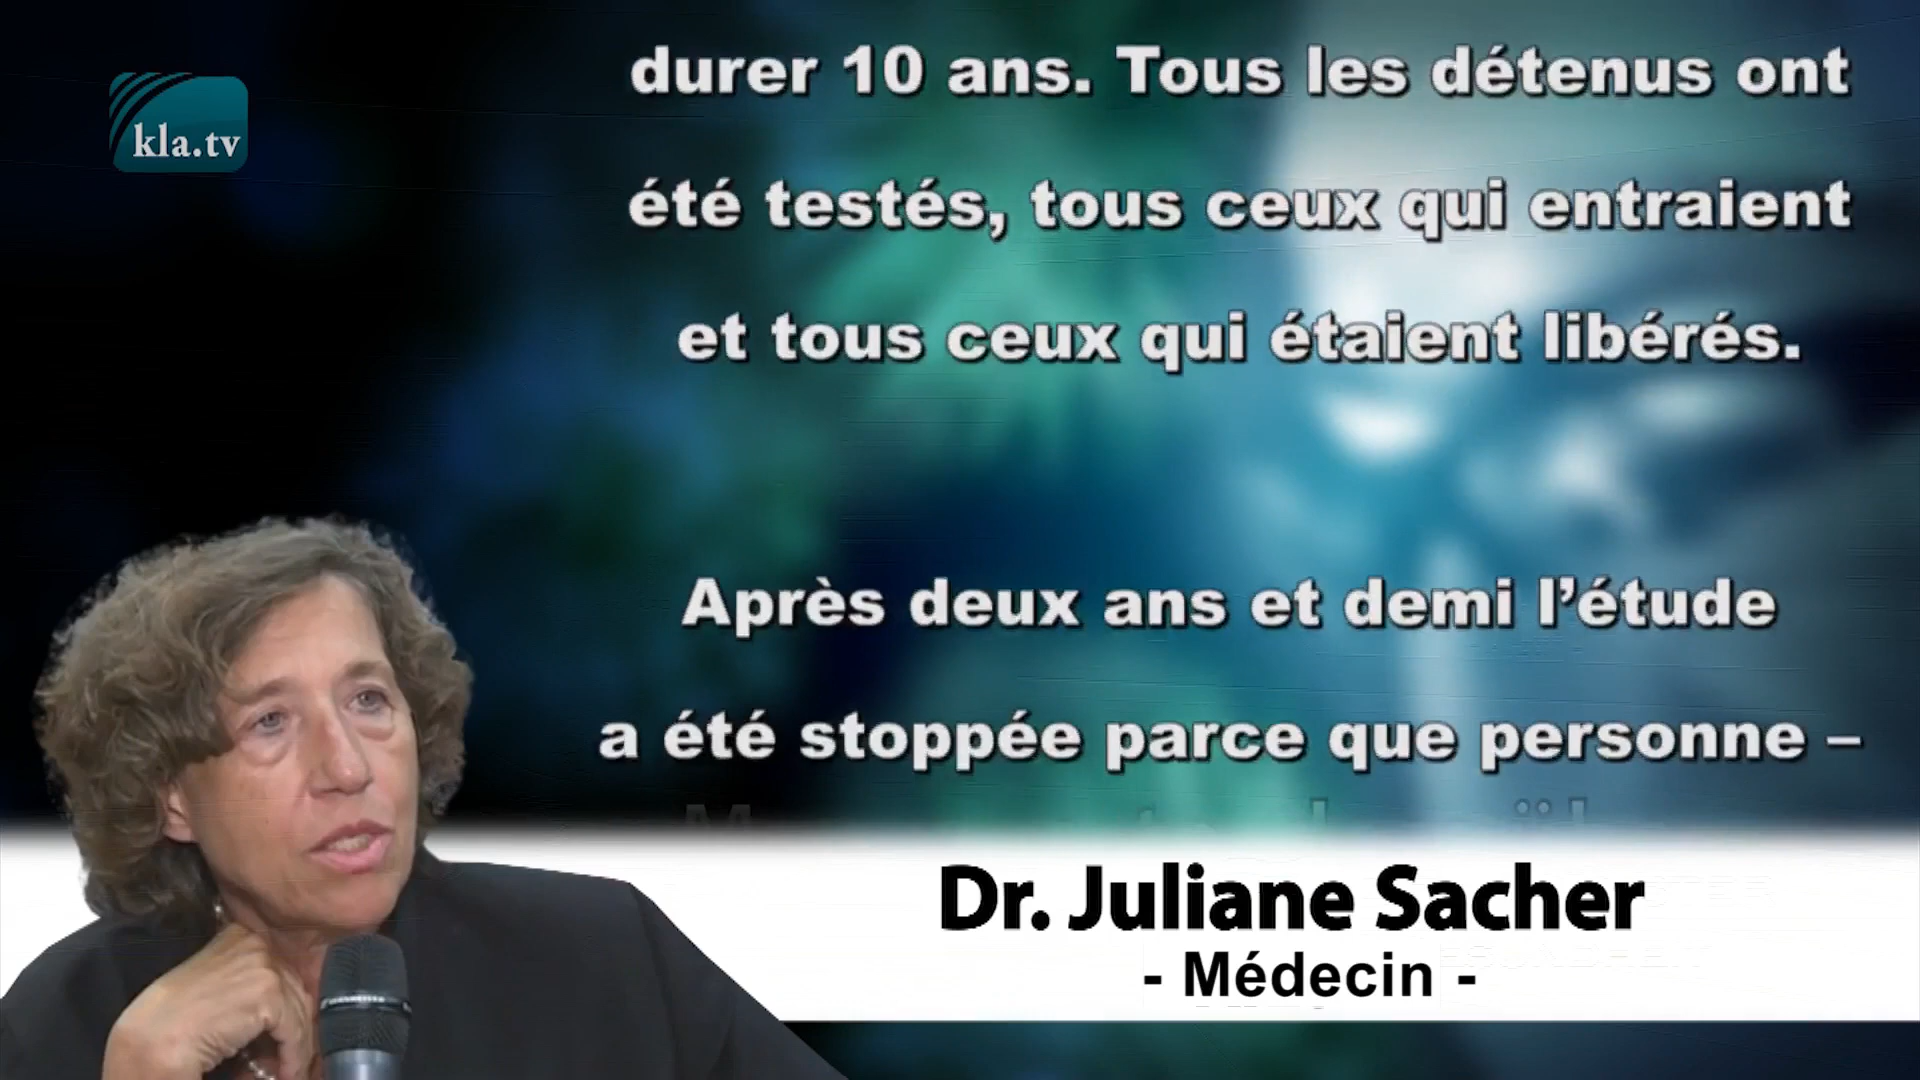 kla.tv
durer 10 ans. Tous les détenus ont
été testés, tous ceux qui entraient
et tous ceux qui étaient libérés.
Après deux ans et demi l’étude
a été stoppée parce que personne –
Dr. Juliane Sacher
- Médecin -